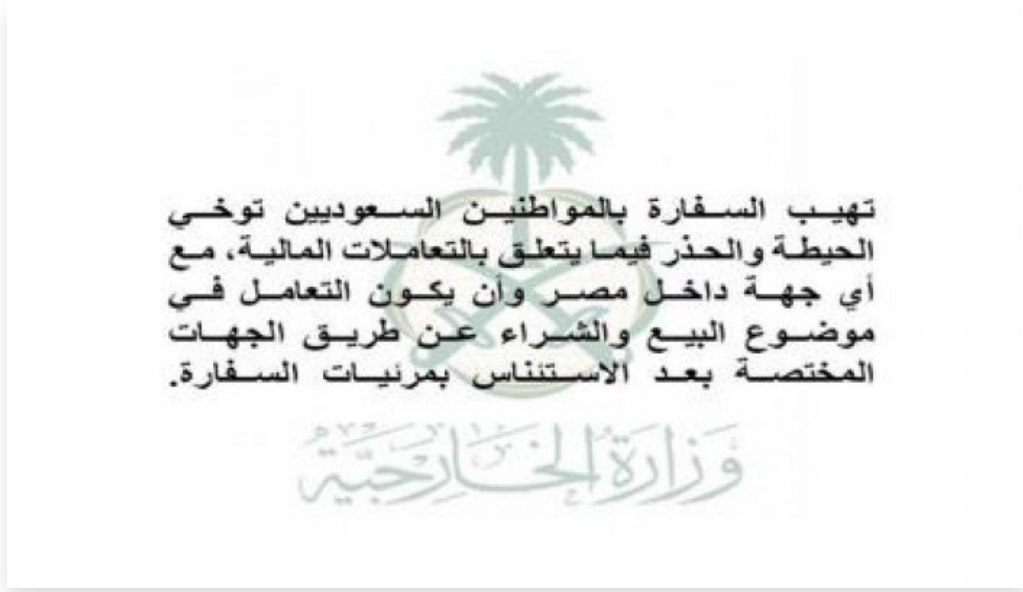 تهيب السفارة بالمواطنين السعوديين توخي
الحيطة والحذر فيما يتعلق بالتعاملات المالية، مع
أي جهة داخل مصر وأن يكون التعامل في
موضوع البيع والشراء عن طريق الجهات
المختصة بعد الاستئناس بمرئيات السفارة.
وزارة الخارجية